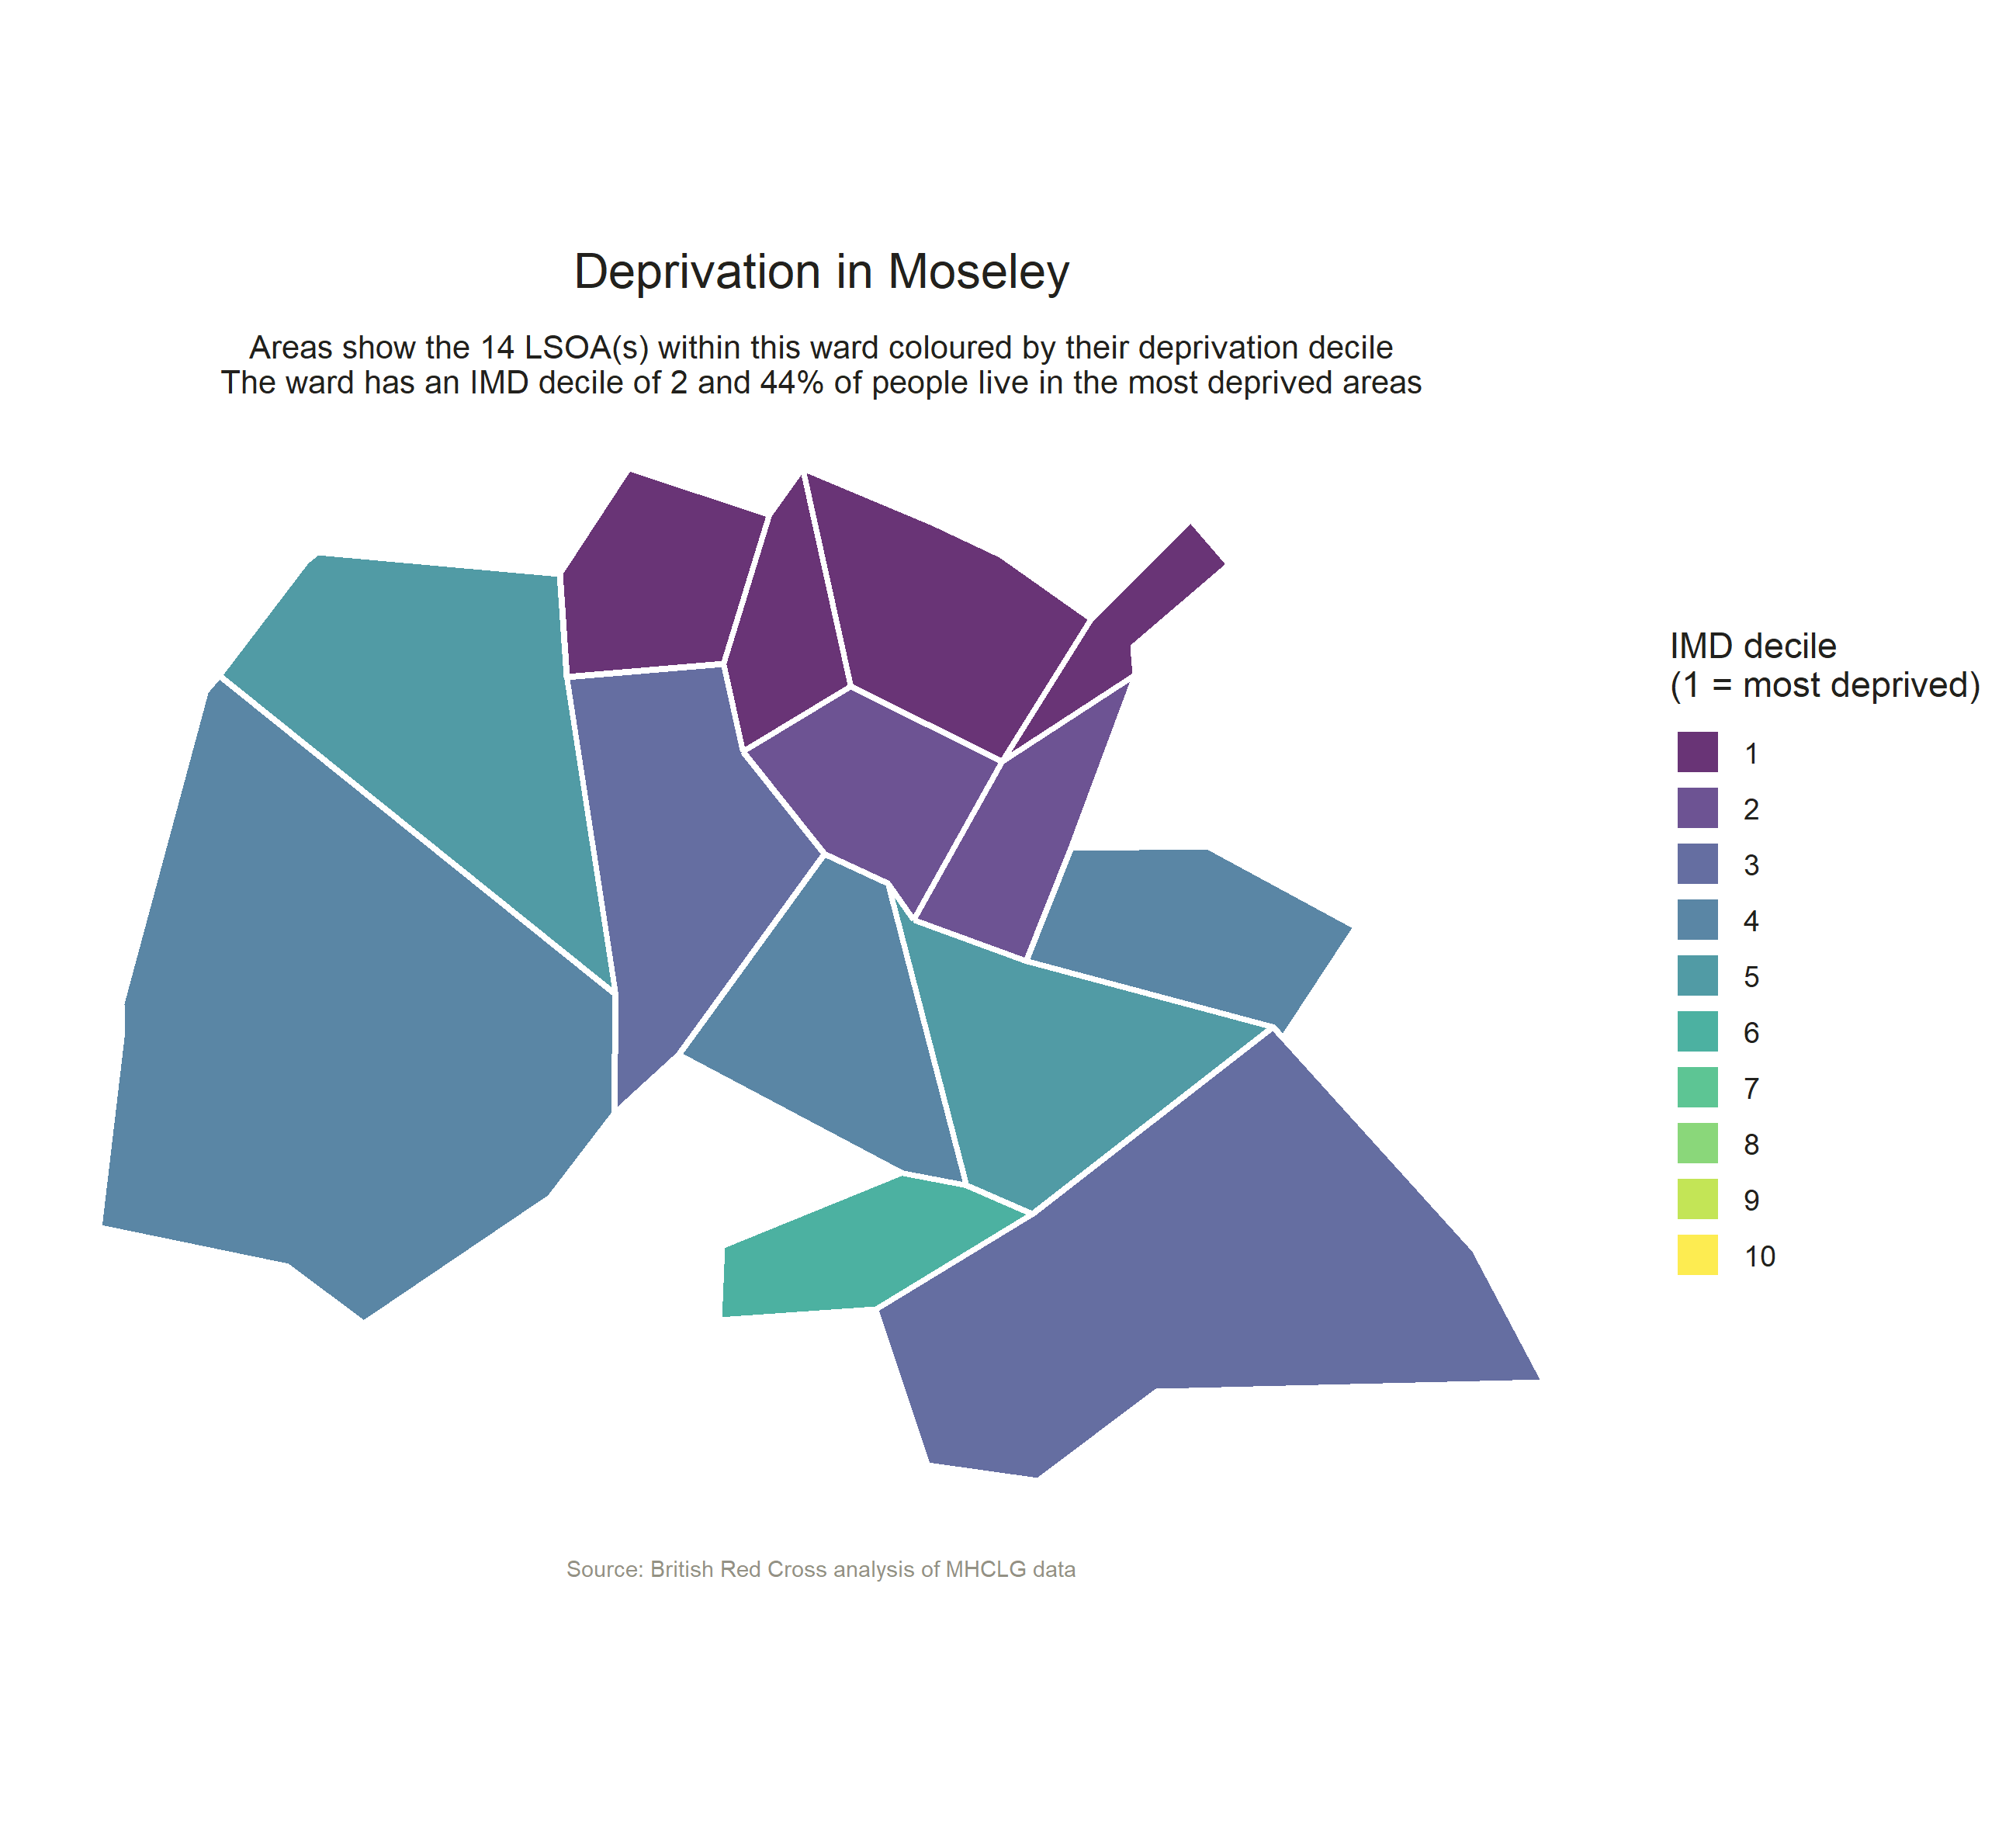 Deprivation in Moseley
Areas show the 14 LSOA(s) within this ward coloured by their deprivation decile
The ward has an IMD decile of 2 and 44% of people live in the most deprived areas
IMD decile
(1 = most deprived)
1
2
3
4
5
6
7
8
9
10
Source: British Red Cross analysis of MHCLG data